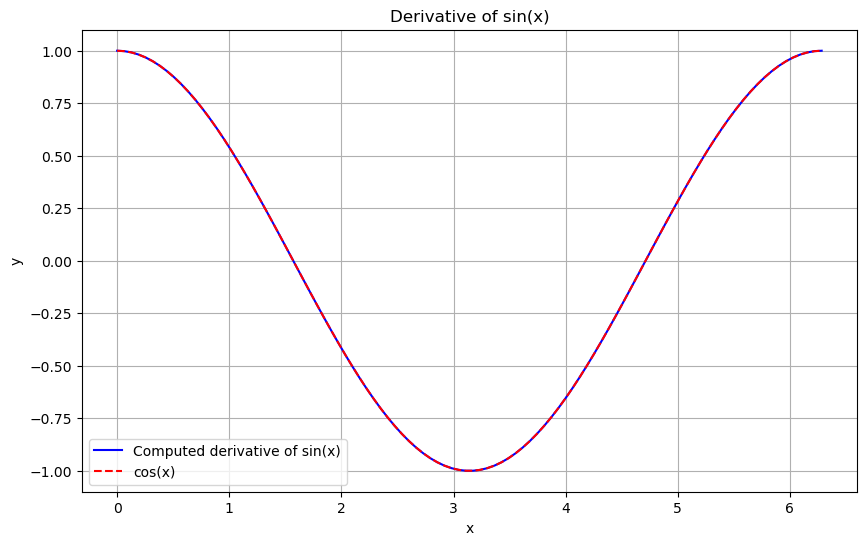 Derivative of sin(x)
1.00
0.75
0.50
0.25
0.00
−0.25
−0.50
−0.75
−1.00
y
Computed derivative of sin(x)
cos(x)
0 1 2 3 4 5 6
x